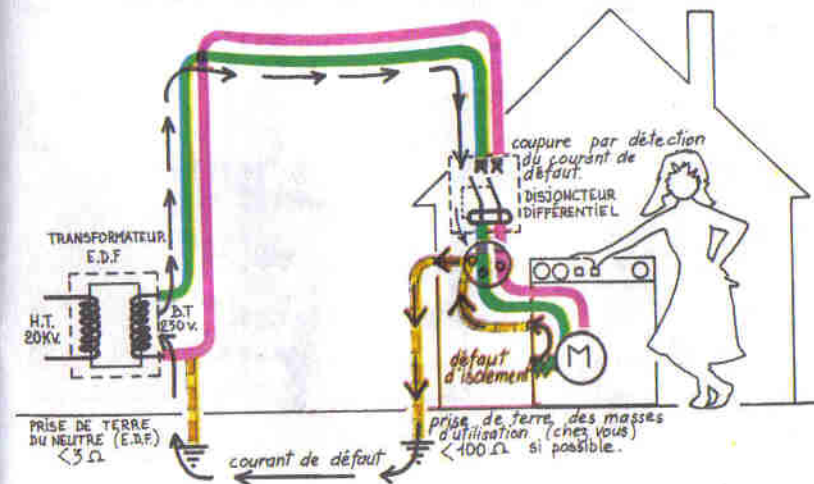 coupure par détection
du courant de
défaut.
DISJONCTEUR
DIFFÉRENTIEL
TRANSFORMATEUR
E.D.F
H.T.
20KV.
B.T
230 v.
défaut
d'isolement
M
PRISE DE TERRE
DU NEUTRE (E.D.F.)
<3 Ω
prise de terre des masses
d'utilisation (chez vous)
<100 Ω si possible.
courant de défaut